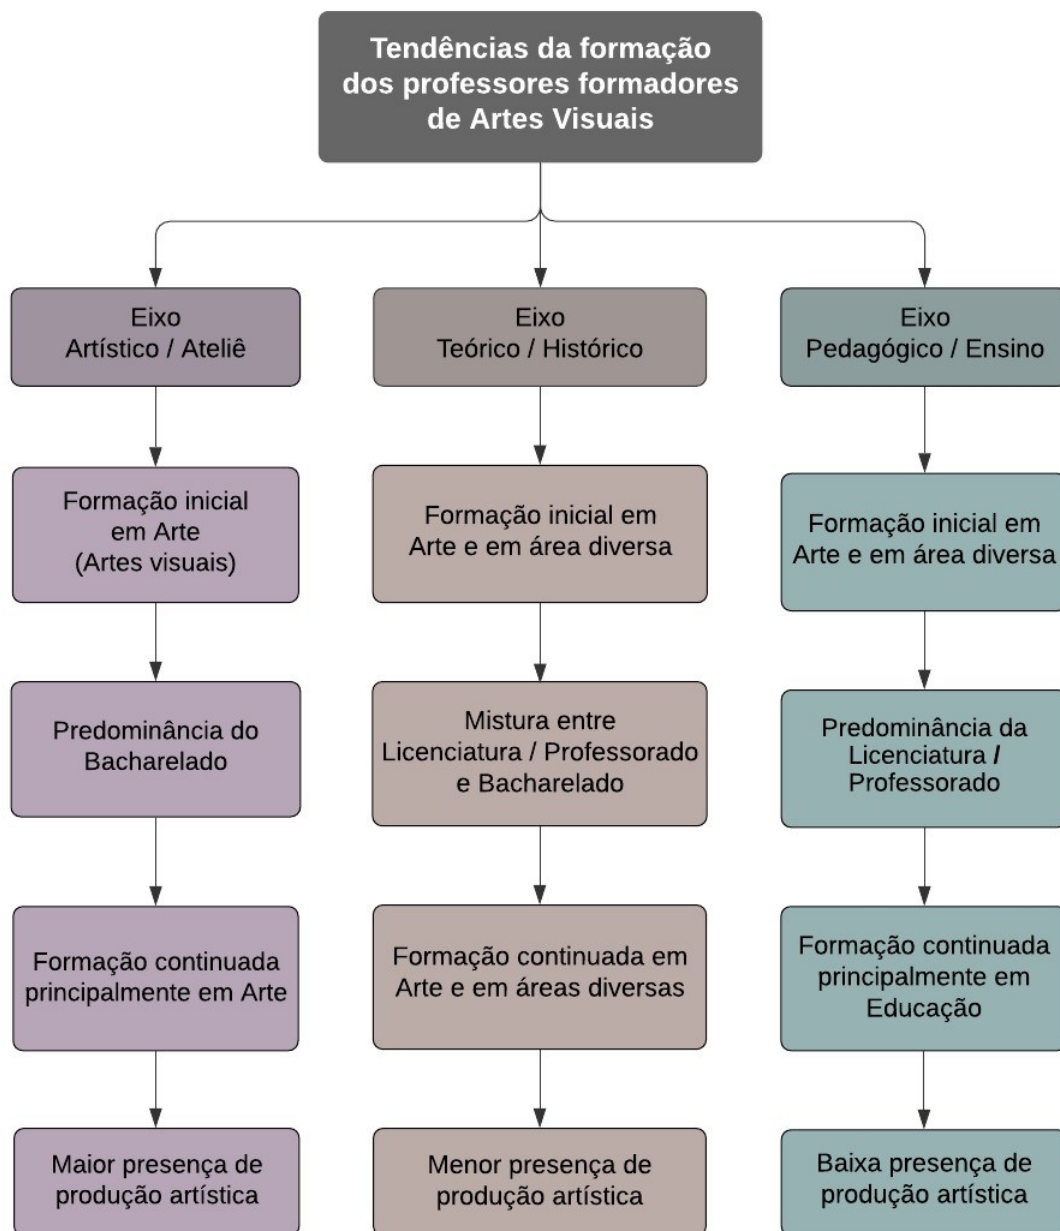 Tendências da formação
dos professores formadores
de Artes Visuais
Eixo
Artístico / Ateliê
Formação inicial
em Arte
(Artes visuais)
Predominância do
Bacharelado
Formação continuada
principalmente em Arte
Maior presença de
produção artística
Eixo
Teórico / Histórico
Formação inicial em
Arte e em área diversa
Mistura entre
Licenciatura / Professorado
e Bacharelado
Formação continuada em
Arte e em áreas diversas
Menor presença de
produção artística
Eixo
Pedagógico / Ensino
Formação inicial em
Arte e em área diversa
Predominância da
Licenciatura /
Professorado
Formação continuada
principalmente em
Educação
Baixa presença de
produção artística